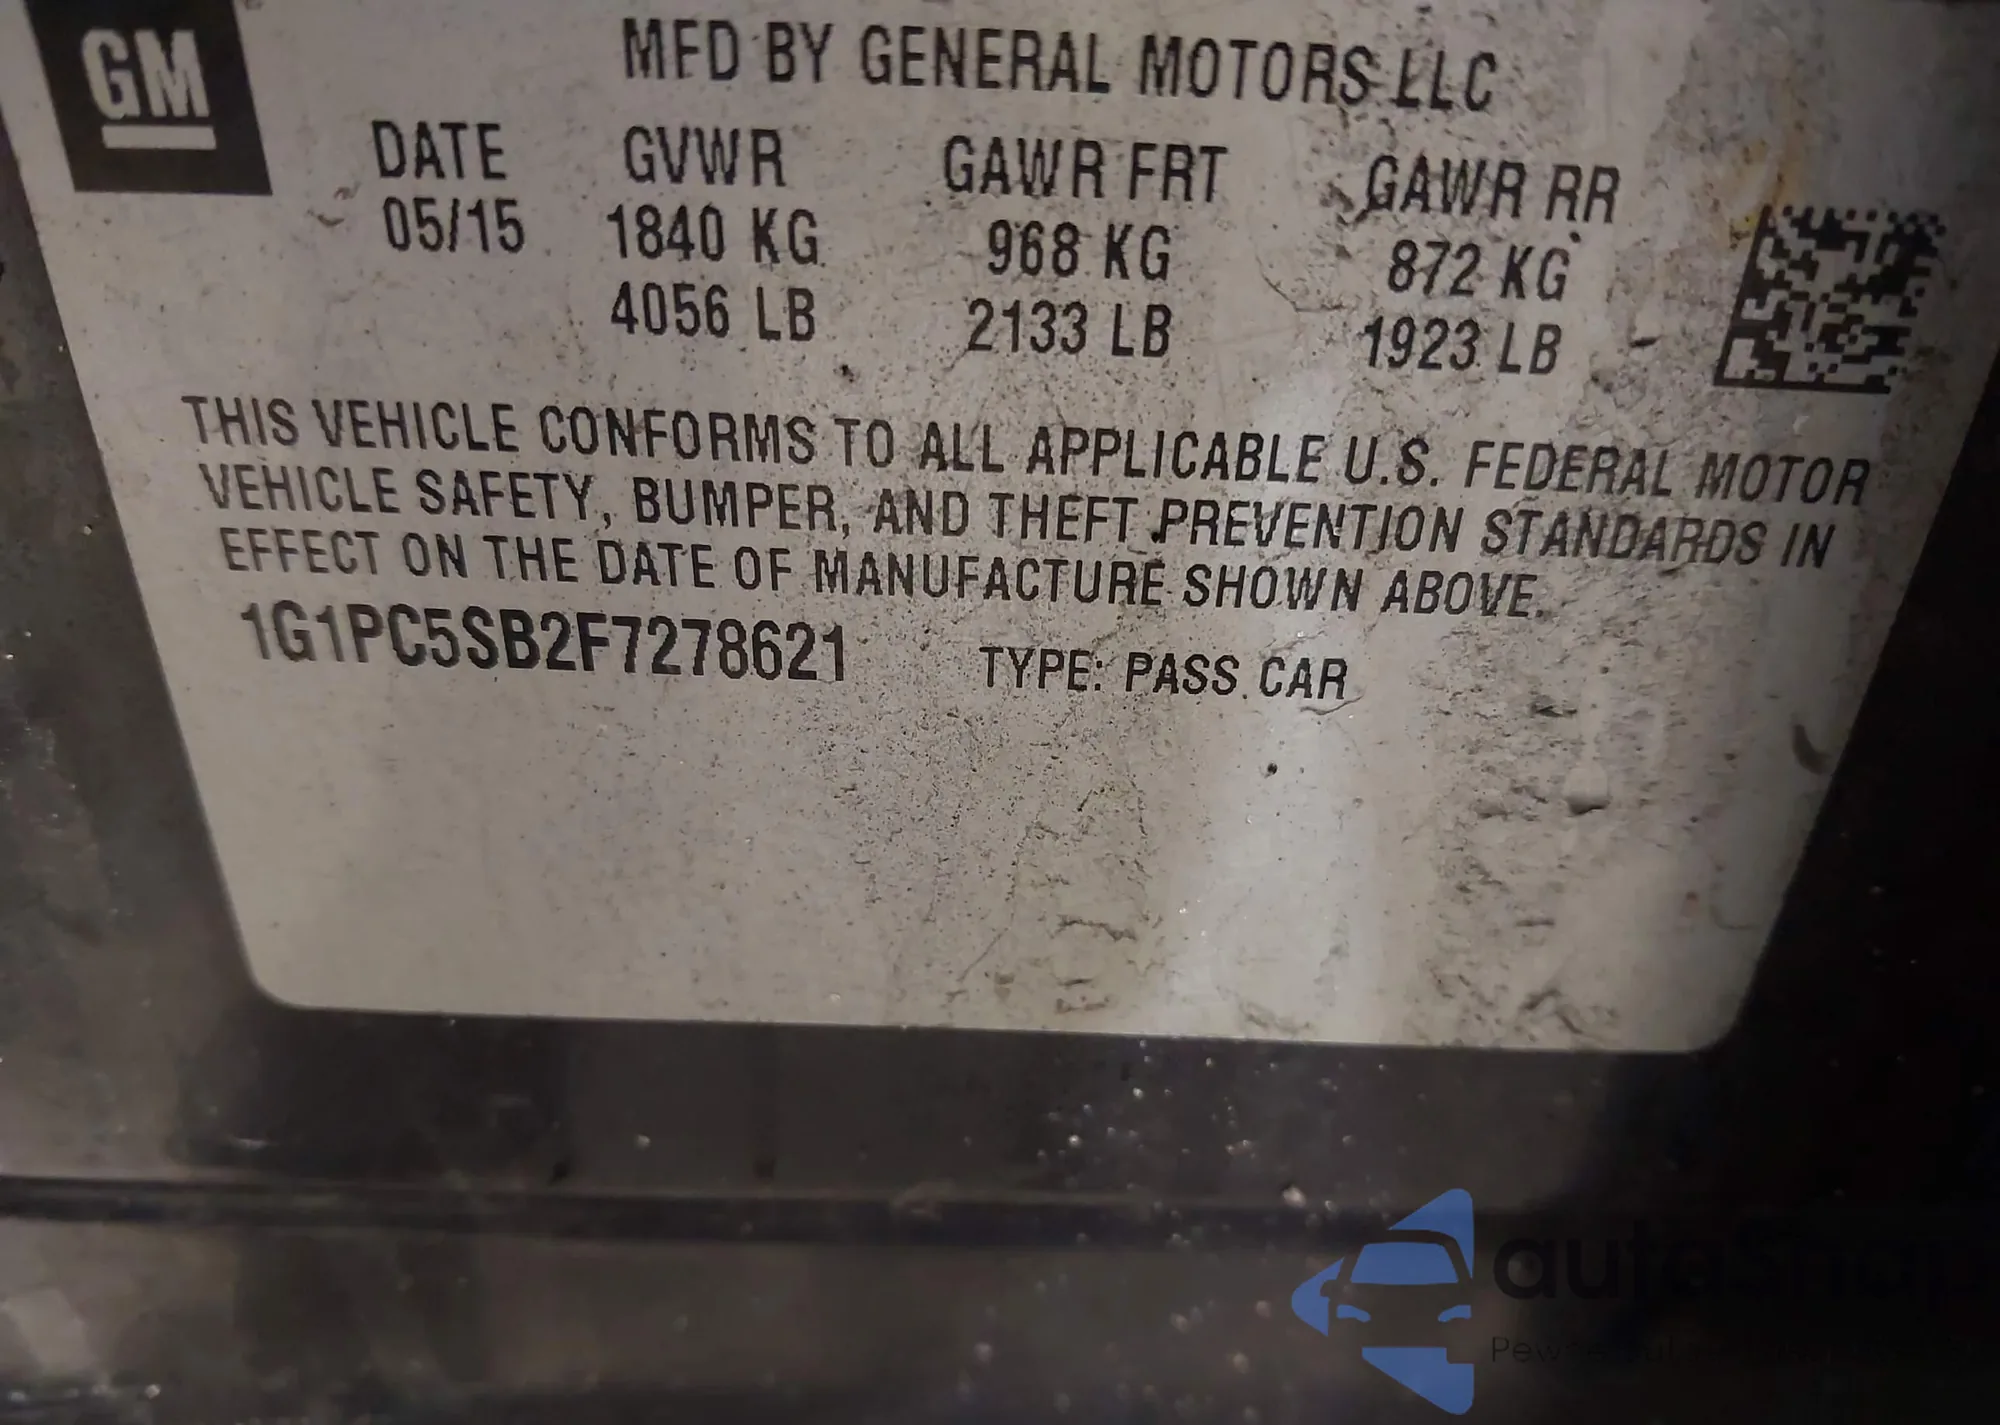 GM
MFD BY GENERAL MOTORS LLC
DATE GVWR GAWR FRT GAWR RR
05/15 1840 KG 968 KG 872 KG
4056 LB 2133 LB 1923 LB
THIS VEHICLE CONFORMS TO ALL APPLICABLE U.S. FEDERAL MOTOR
VEHICLE SAFETY, BUMPER, AND THEFT PREVENTION STANDARDS IN
EFFECT ON THE DATE OF MANUFACTURE SHOWN ABOVE.
1G1PC5SB2F7278621 TYPE: PASS CAR